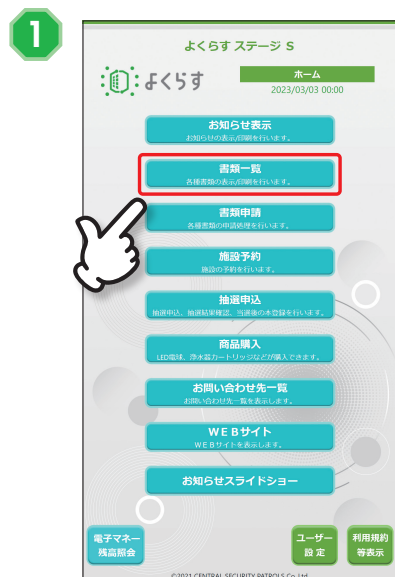 1
よくらす ステージ S
よくらす
ホーム
2023/03/03 00:00
お知らせ表示
お知らせの表示/印刷を行います。
書類一覧
各種書類の表示/印刷を行います。
書類申請
各種書類の申請処理を行います。
施設予約
施設の予約を行います。
抽選申込
抽選申込、抽選結果確認、当選後の本登録を行います。
商品購入
LED電球、浄水器カートリッジなどが購入できます。
お問い合わせ先一覧
お問い合わせ先一覧を表示します。
WEBサイト
WEBサイトを表示します。
お知らせスライドショー
電子マネー
残高照会
ユーザー
設 定
利用規約
等表示
©2021 CENTRAL SECURITY PATROLS Co.,Ltd.